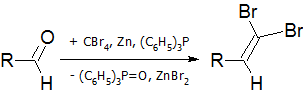 O
R H
+ CBr₄, Zn, (C₆H₅)₃P
- (C₆H₅)₃P=O, ZnBr₂
Br
Br
R
H